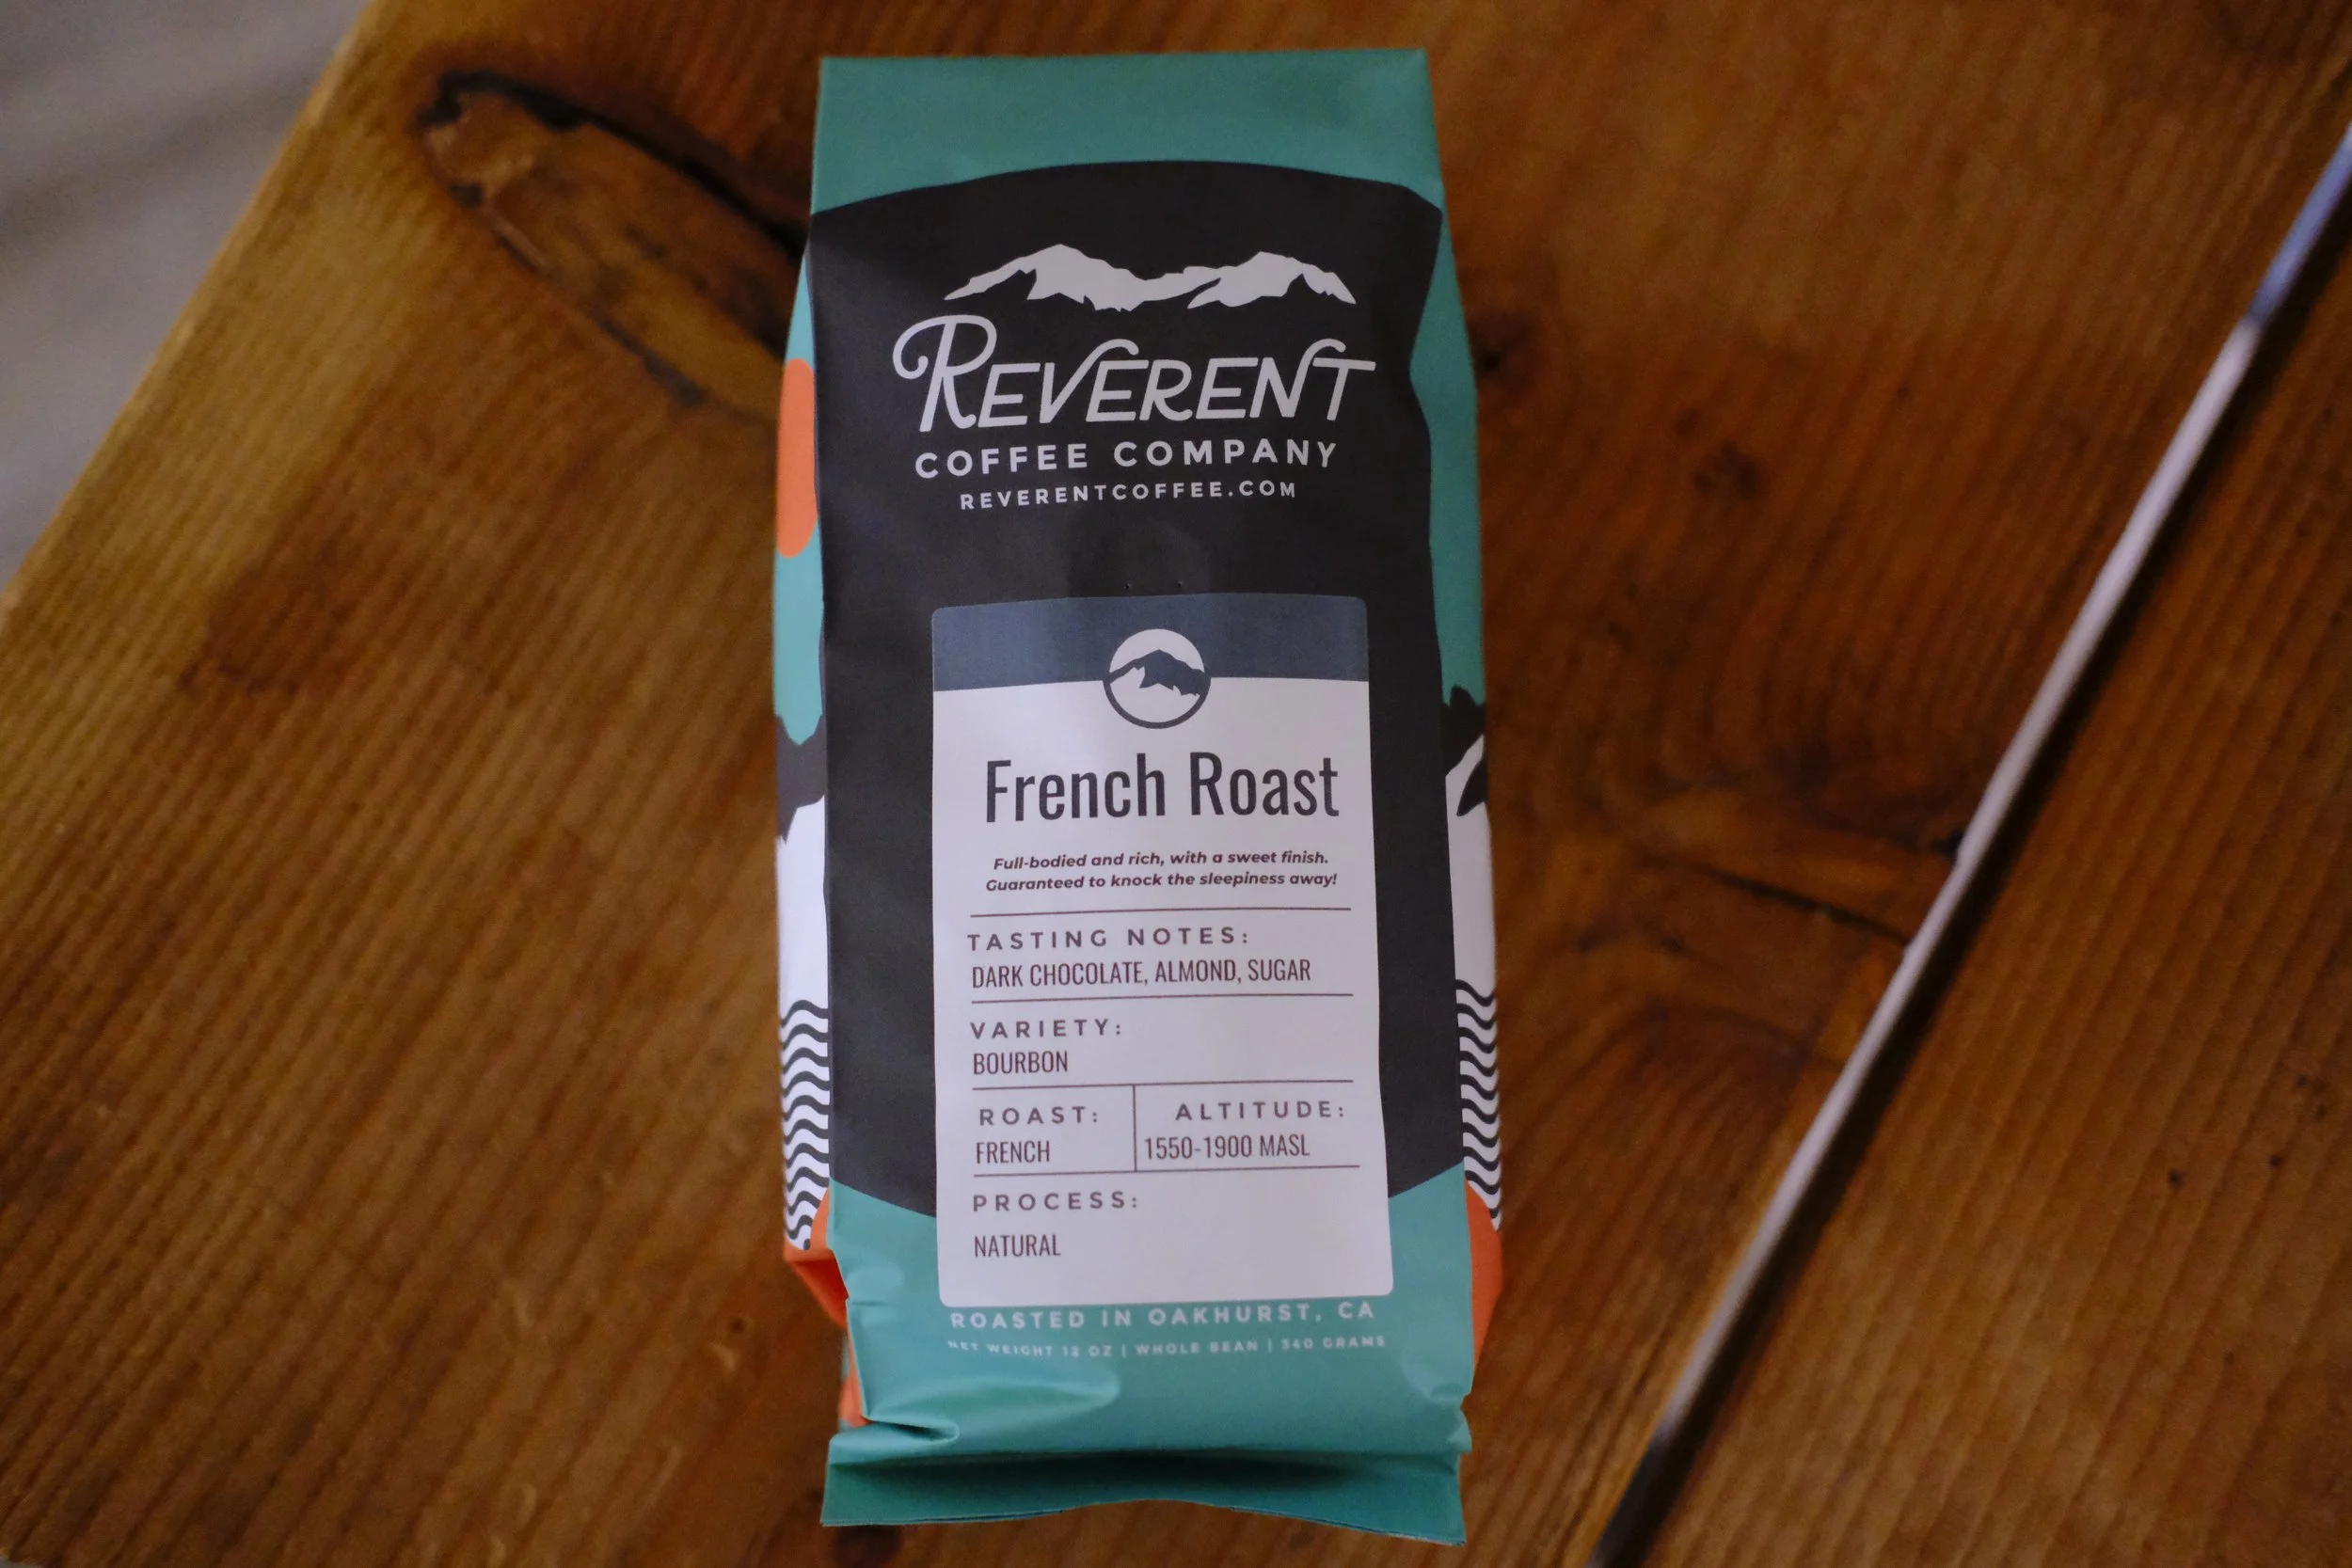 REVERENT
COFFEE COMPANY
REVERENTCOFFEE.COM
French Roast
Full-bodied and rich, with a sweet finish.
Guaranteed to knock the sleepiness away!
TASTING NOTES:
DARK CHOCOLATE, ALMOND, SUGAR
VARIETY:
BOURBON
ROAST: ALTITUDE:
FRENCH 1550-1900 MASL
PROCESS:
NATURAL
ROASTED IN OAKHURST, CA
NET WEIGHT 12 OZ | WHOLE BEAN | 340 GRAMS